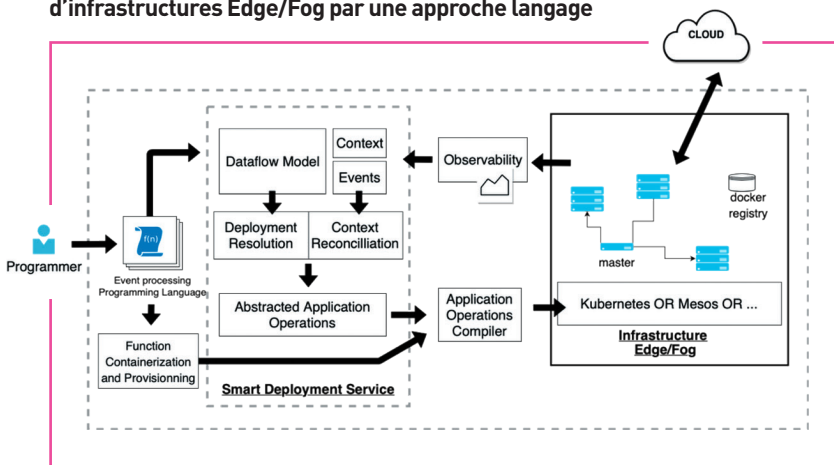 d'infrastructures Edge/Fog par une approche langage
CLOUD
Programmer
f(n)
Event processing
Programming Language
Function
Containerization
and Provisionning
Dataflow Model
Context
Events
Deployment
Resolution
Context
Reconcilliation
Abstracted Application
Operations
Smart Deployment Service
Observability
Application
Operations
Compiler
docker
registry
master
Kubernetes OR Mesos OR ...
Infrastructure
Edge/Fog